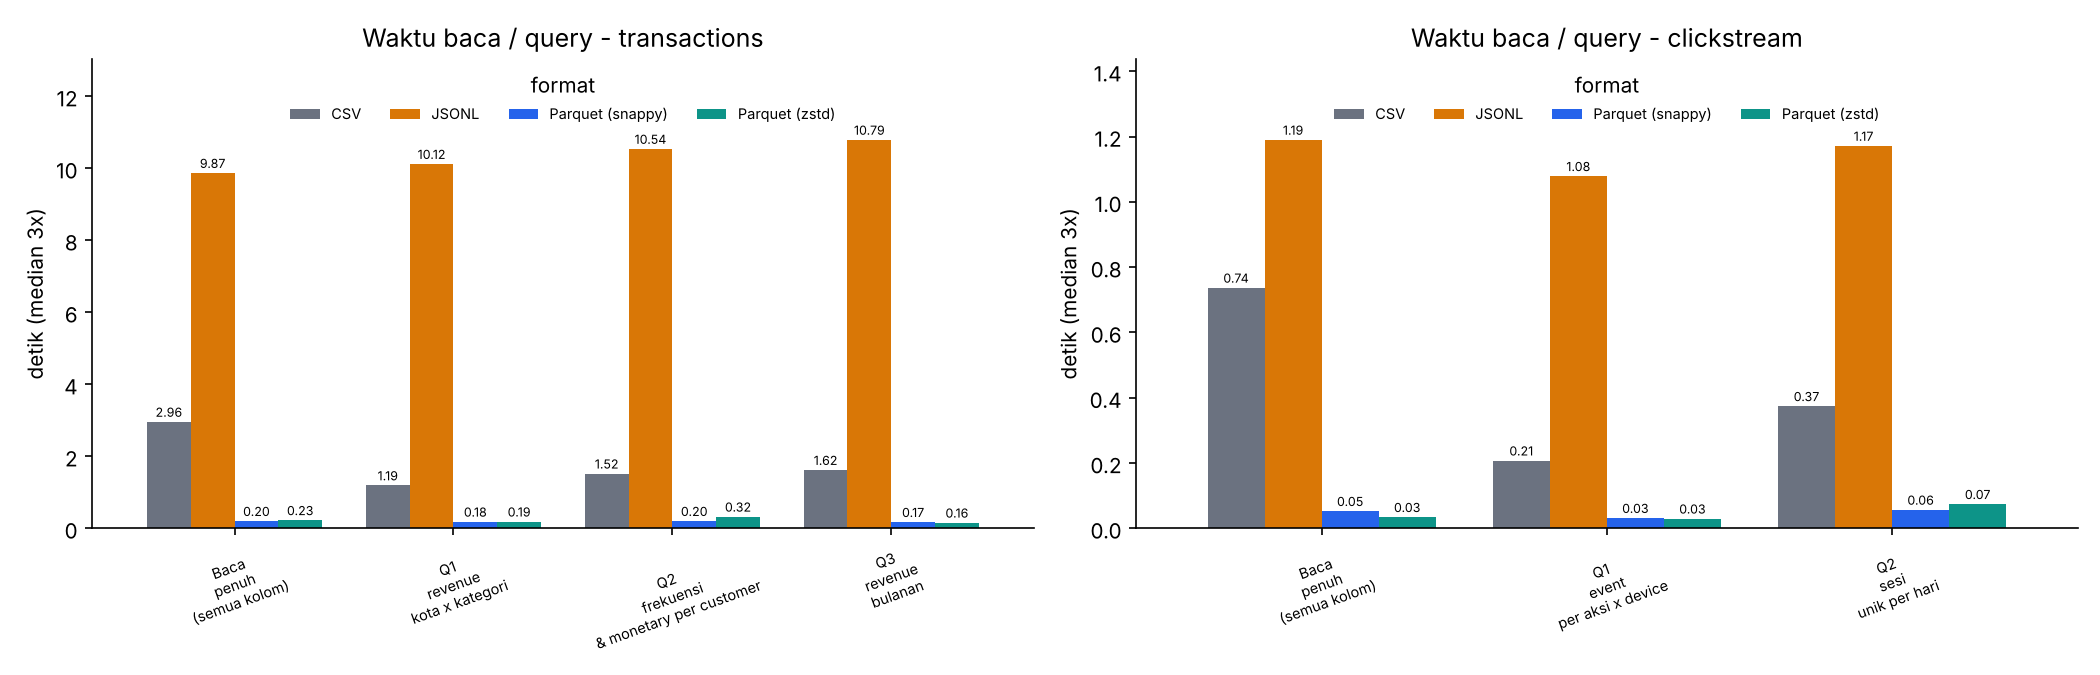 Waktu baca / query - transactions
format
CSV
JSONL
Parquet (snappy)
Parquet (zstd)
detik (median 3x)
12
10
8
6
4
2
0
2.96
9.87
0.20
0.23
1.19
10.12
0.18
0.19
1.52
10.54
0.20
0.32
1.62
10.79
0.17
0.16
Baca
penuh
(semua kolom)
Q1
revenue
kota x kategori
Q2
frekuensi
& monetary per customer
Q3
revenue
bulanan
Waktu baca / query - clickstream
format
CSV
JSONL
Parquet (snappy)
Parquet (zstd)
detik (median 3x)
1.4
1.2
1.0
0.8
0.6
0.4
0.2
0.0
0.74
1.19
0.05
0.03
0.21
1.08
0.03
0.03
0.37
1.17
0.06
0.07
Baca
penuh
(semua kolom)
Q1
event
per aksi x device
Q2
sesi
unik per hari